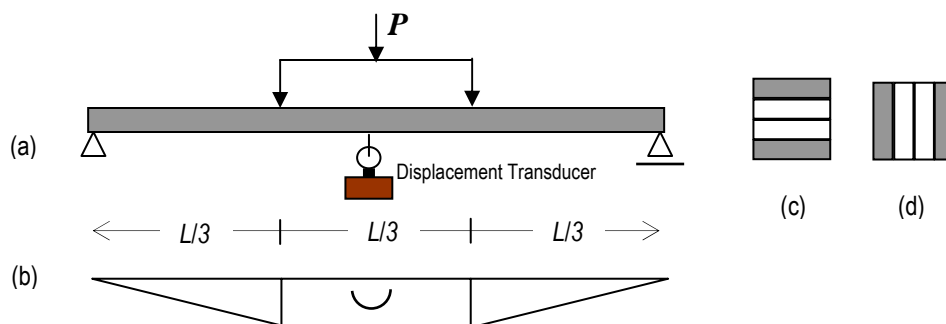 P
(a)
Displacement Transducer
(c) (d)
L/3 L/3 L/3
(b)